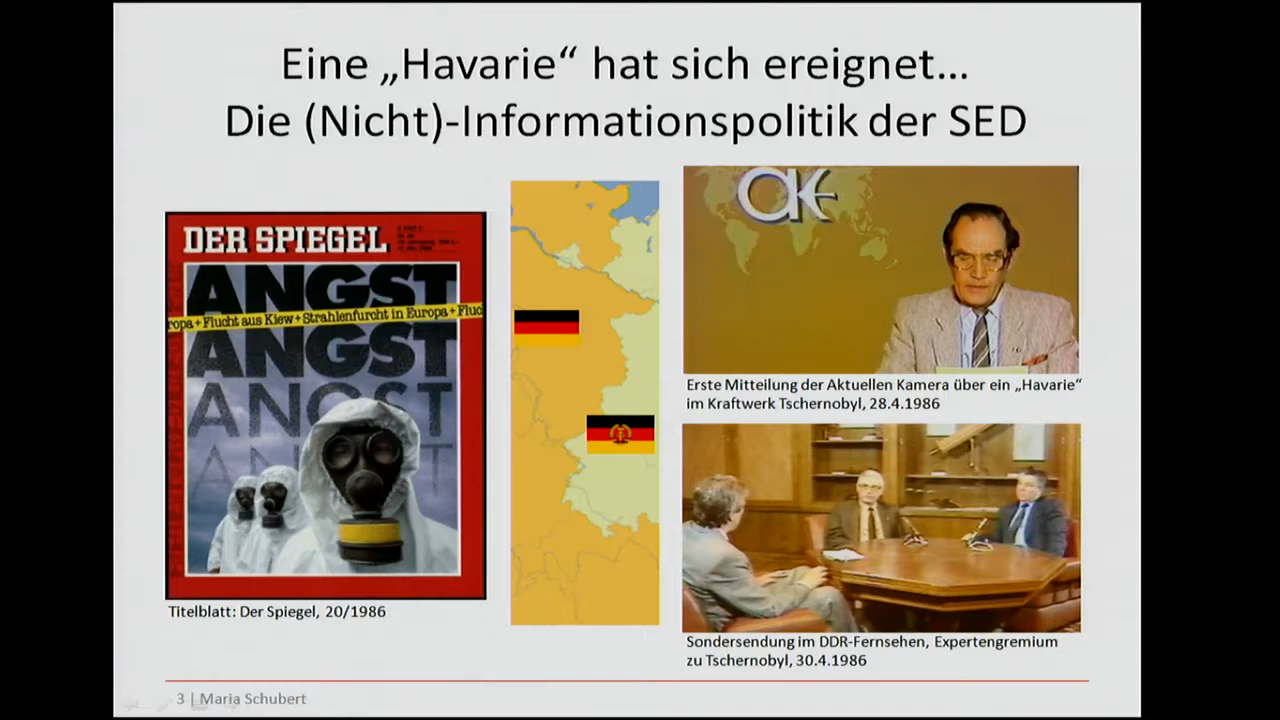 Eine „Havarie“ hat sich ereignet...
Die (Nicht)-Informationspolitik der SED
DER SPIEGEL
ANGST
ropa + Flucht aus Kiew + Strahlenfurcht in Europa + Fluc
ANGST
ANGST
Titelblatt: Der Spiegel, 20/1986
AK
Erste Mitteilung der Aktuellen Kamera über ein „Havarie“
im Kraftwerk Tschernobyl, 28.4.1986
Sondersendung im DDR-Fernsehen, Expertengremium
zu Tschernobyl, 30.4.1986
3 | Maria Schubert